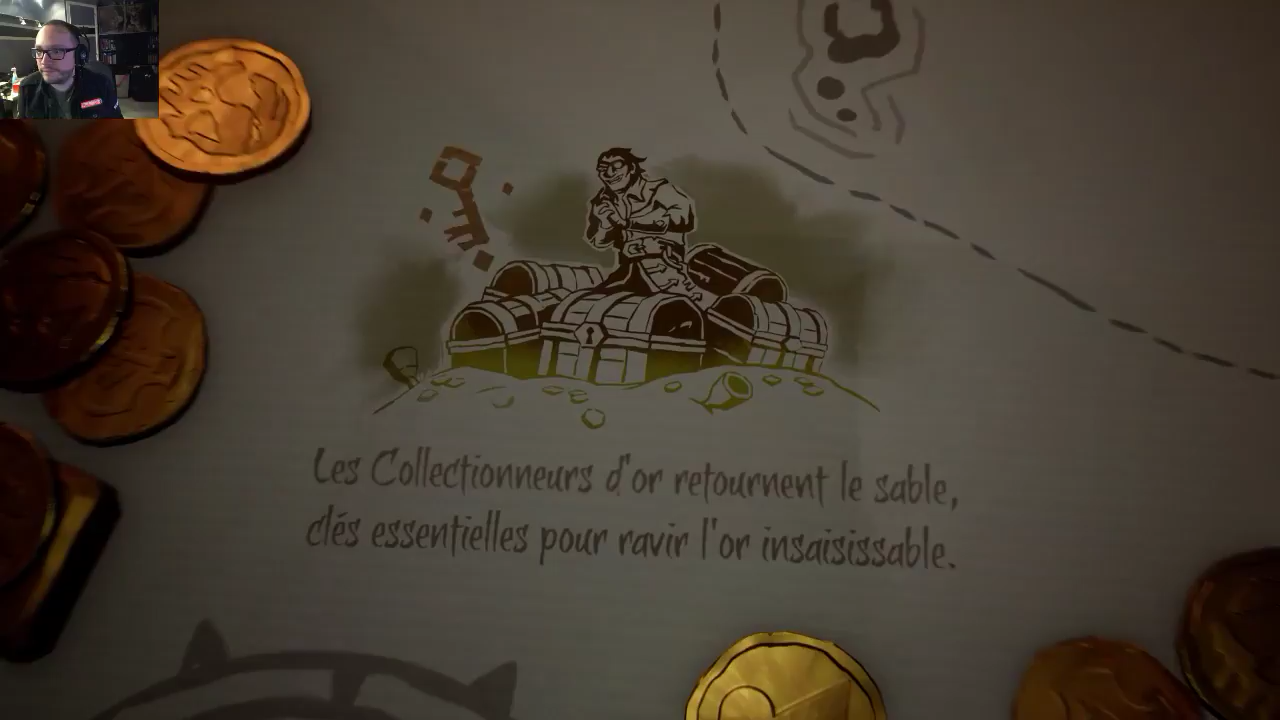 Les Collectionneurs d'or retournent le sable,
clés essentielles pour ravir l'or insaisissable.